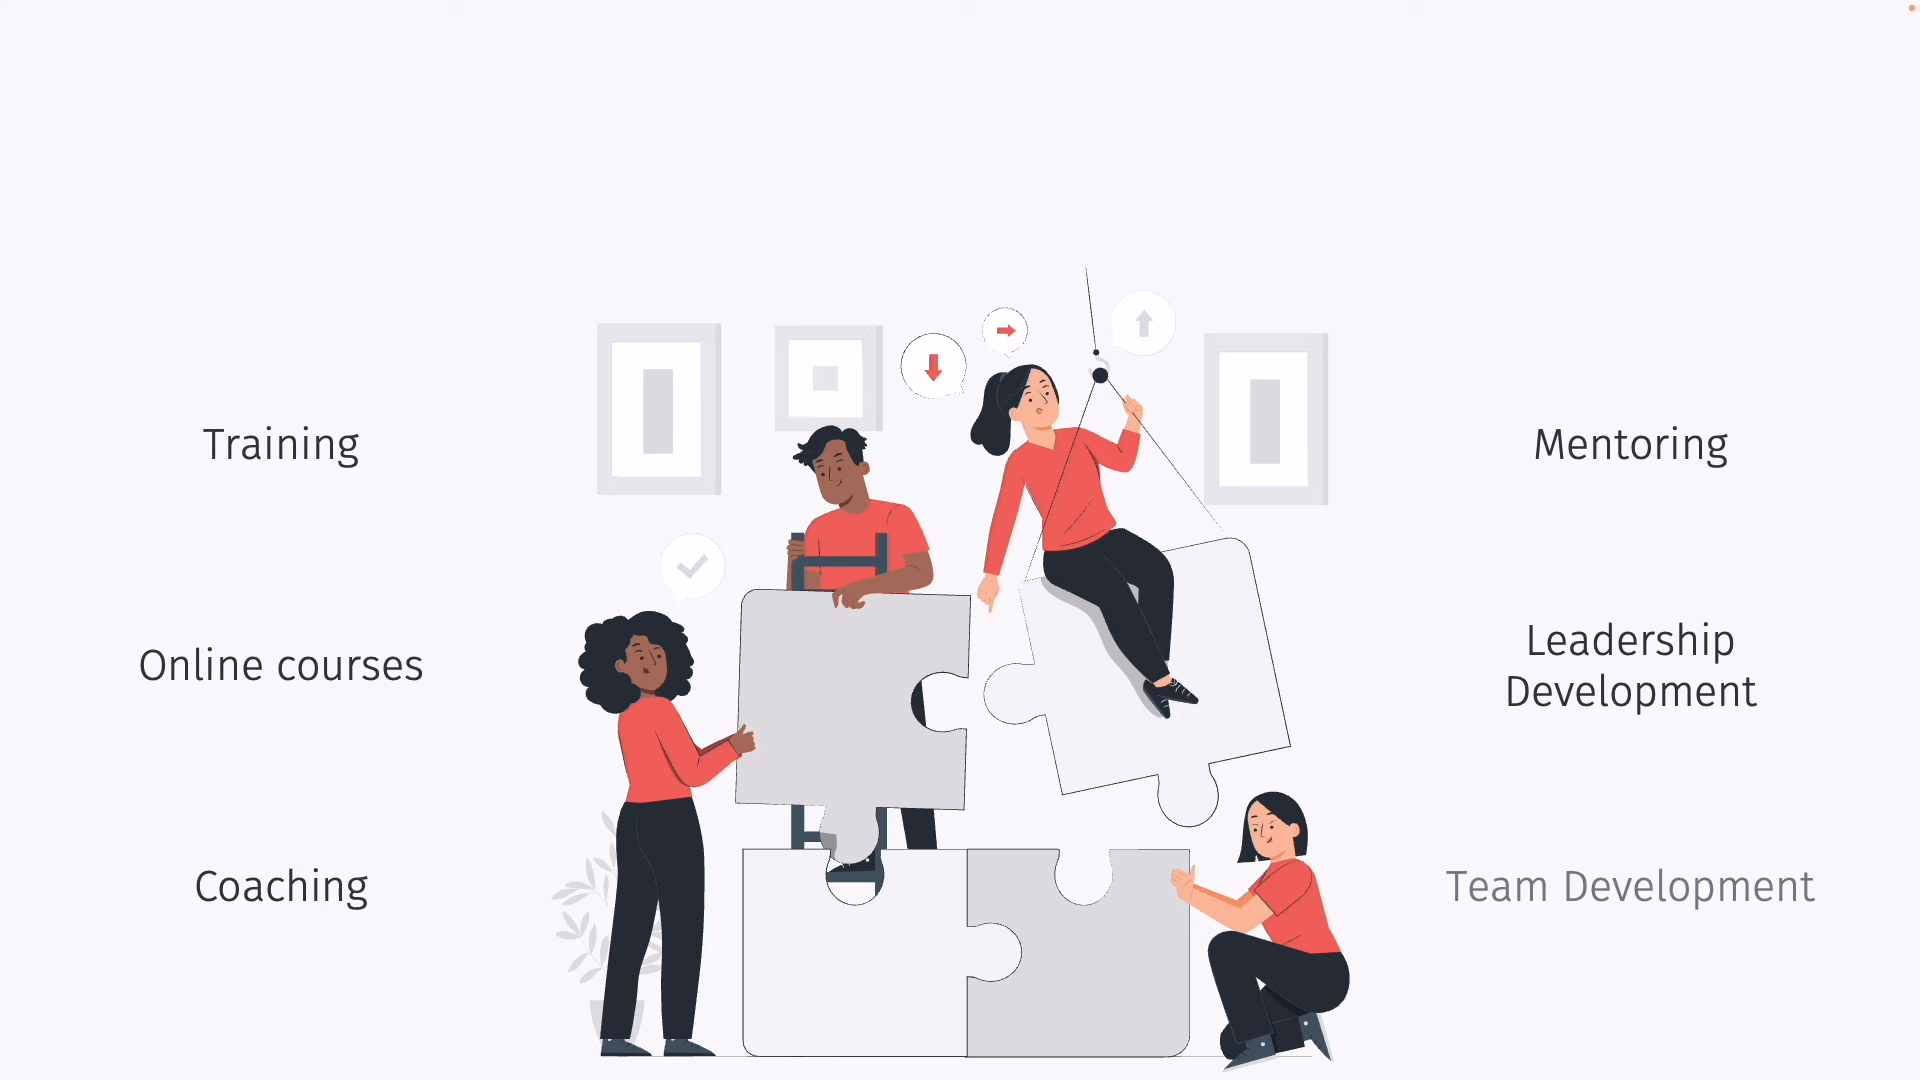 Training
Online courses
Coaching
Mentoring
Leadership
Development
Team Development